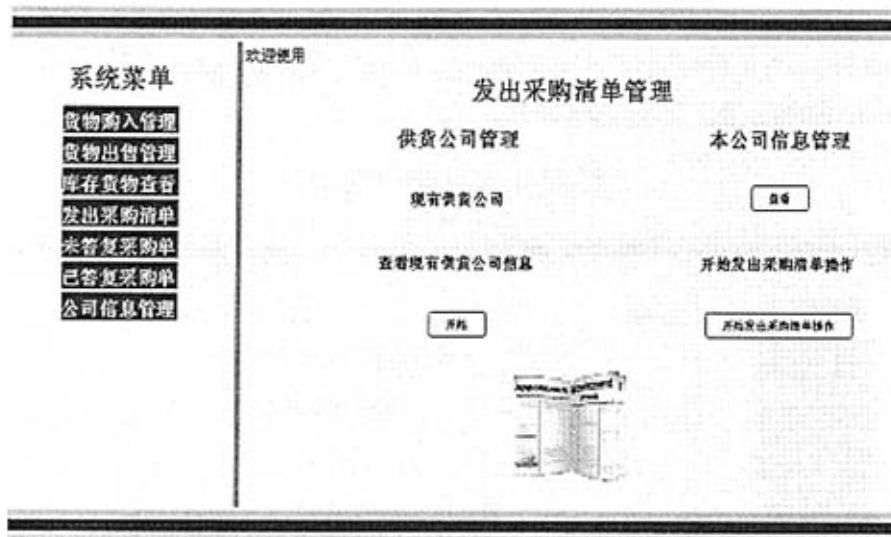 欢迎使用
系统菜单
货物购入管理
货物出售管理
库存货物查看
发出采购清单
未答复采购单
已答复采购单
公司信息管理
发出采购清单管理
供货公司管理
本公司信息管理
现有供货公司
查看
查看现有供货公司信息
开始发出采购清单操作
开始
开始发出采购清单操作